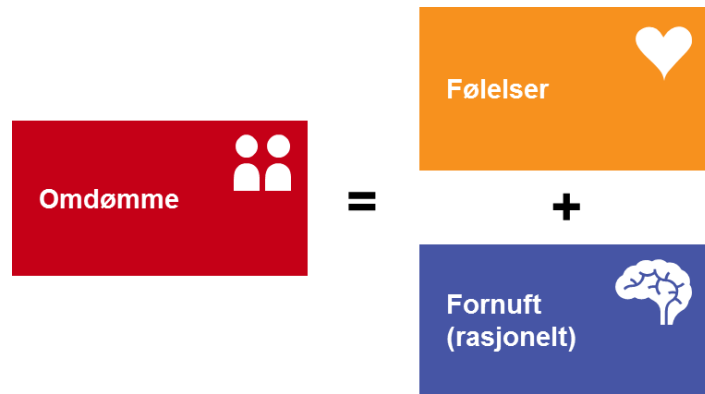 Omdømme
=
Følelser
+
Fornuft
(rasjonelt)